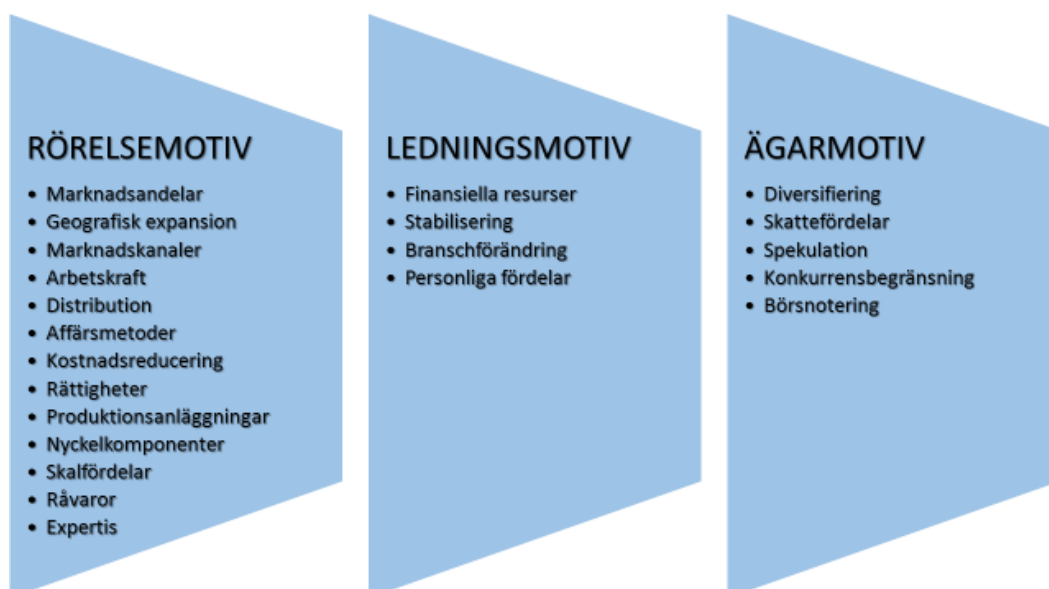 RÖRELSEMOTIV
• Marknadsandelar
• Geografisk expansion
• Marknadskanaler
• Arbetskraft
• Distribution
• Affärsmetoder
• Kostnadsreducering
• Rättigheter
• Produktionsanläggningar
• Nyckelkomponenter
• Skalfördelar
• Råvaror
• Expertis
LEDNINGSMOTIV
• Finansiella resurser
• Stabilisering
• Branschförändring
• Personliga fördelar
ÄGARMOTIV
• Diversifiering
• Skattefördelar
• Spekulation
• Konkurrensbegränsning
• Börsnotering